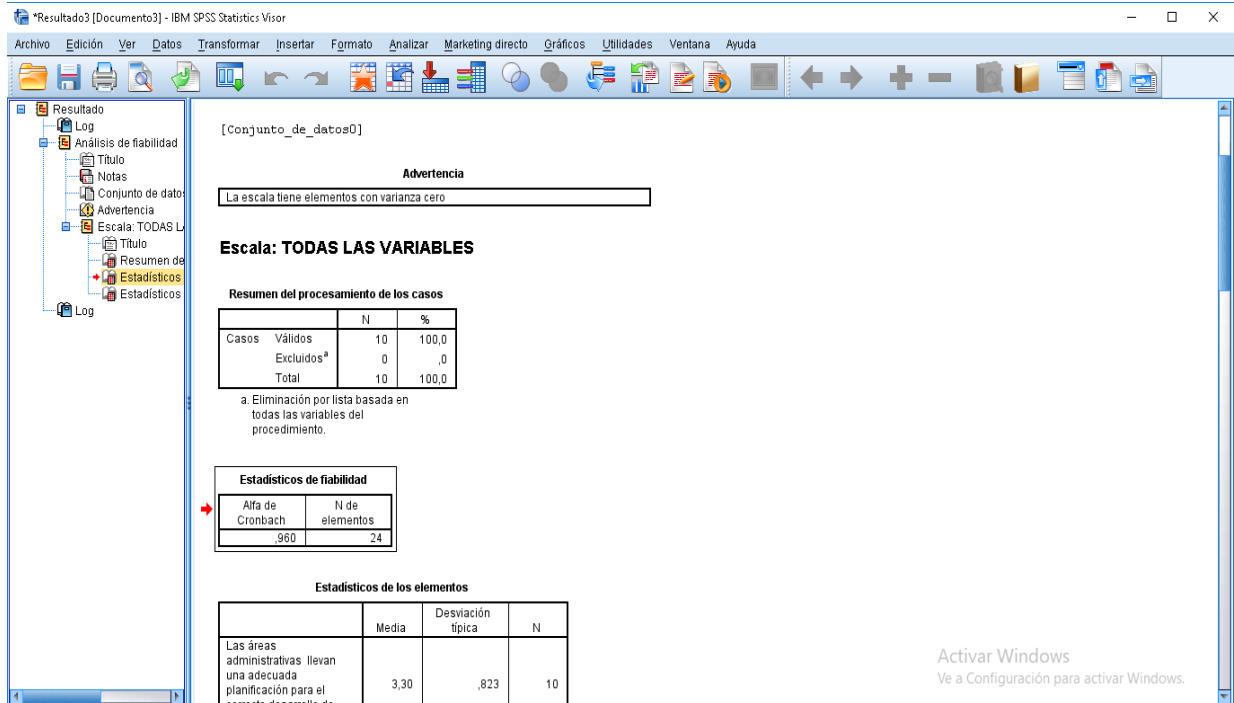 *Resultado3 [Documento3] - IBM SPSS Statistics Visor
Archivo Edición Ver Datos Transformar Insertar Formato Analizar Marketing directo Gráficos Utilidades Ventana Ayuda
Resultado
Log
Análisis de fiabilidad
Título
Notas
Conjunto de datos
Advertencia
Escala: TODAS LA
Título
Resumen de
Estadísticos
Estadísticos
Log
[Conjunto_de_datos0]
Advertencia
La escala tiene elementos con varianza cero
Escala: TODAS LAS VARIABLES
Resumen del procesamiento de los casos
N %
Casos Válidos 10 100,0
Excluidosa 0 ,0
Total 10 100,0
a. Eliminación por lista basada en
todas las variables del
procedimiento.
Estadísticos de fiabilidad
Alfa de Cronbach N de elementos
,960 24
Estadísticos de los elementos
Media Desviación típica N
Las áreas
administrativas llevan
una adecuada
planificación para el 3,30 ,823 10
correcto desarrollo de
Activar Windows
Ve a Configuración para activar Windows.